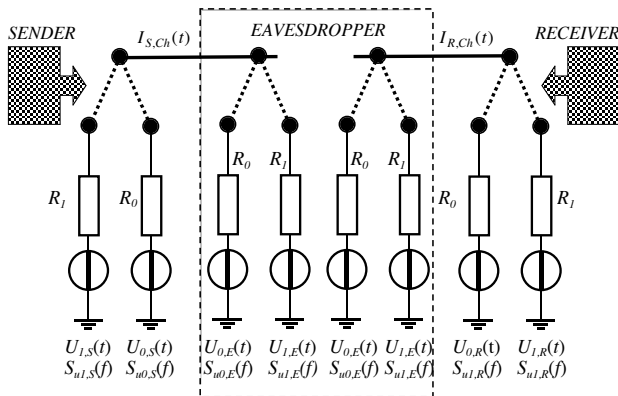 SENDER I_{S,Ch}(t) EAVESDROPPER I_{R,Ch}(t) RECEIVER
R_0 R_1 R_0 R_1
R_1 R_0 R_0 R_1
U_{1,S}(t) U_{0,S}(t) U_{0,E}(t) U_{1,E}(t) U_{0,E}(t) U_{1,E}(t) U_{0,R}(t) U_{1,R}(t)
S_{u1,S}(f) S_{u0,S}(f) S_{u0,E}(f) S_{u1,E}(f) S_{u0,E}(f) S_{u1,E}(f) S_{u1,R}(f) S_{u1,R}(f)